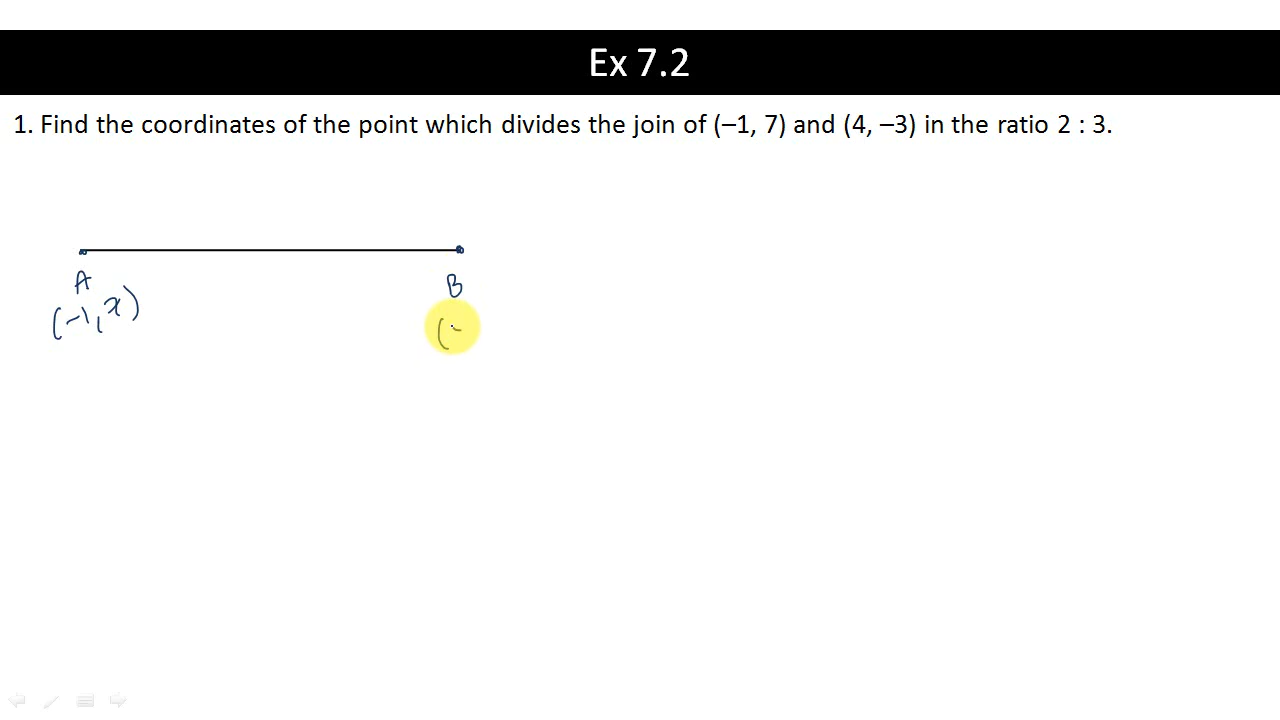 Ex 7.2
1. Find the coordinates of the point which divides the join of (–1, 7) and (4, –3) in the ratio 2 : 3.
A
B
(-1, x)
(-